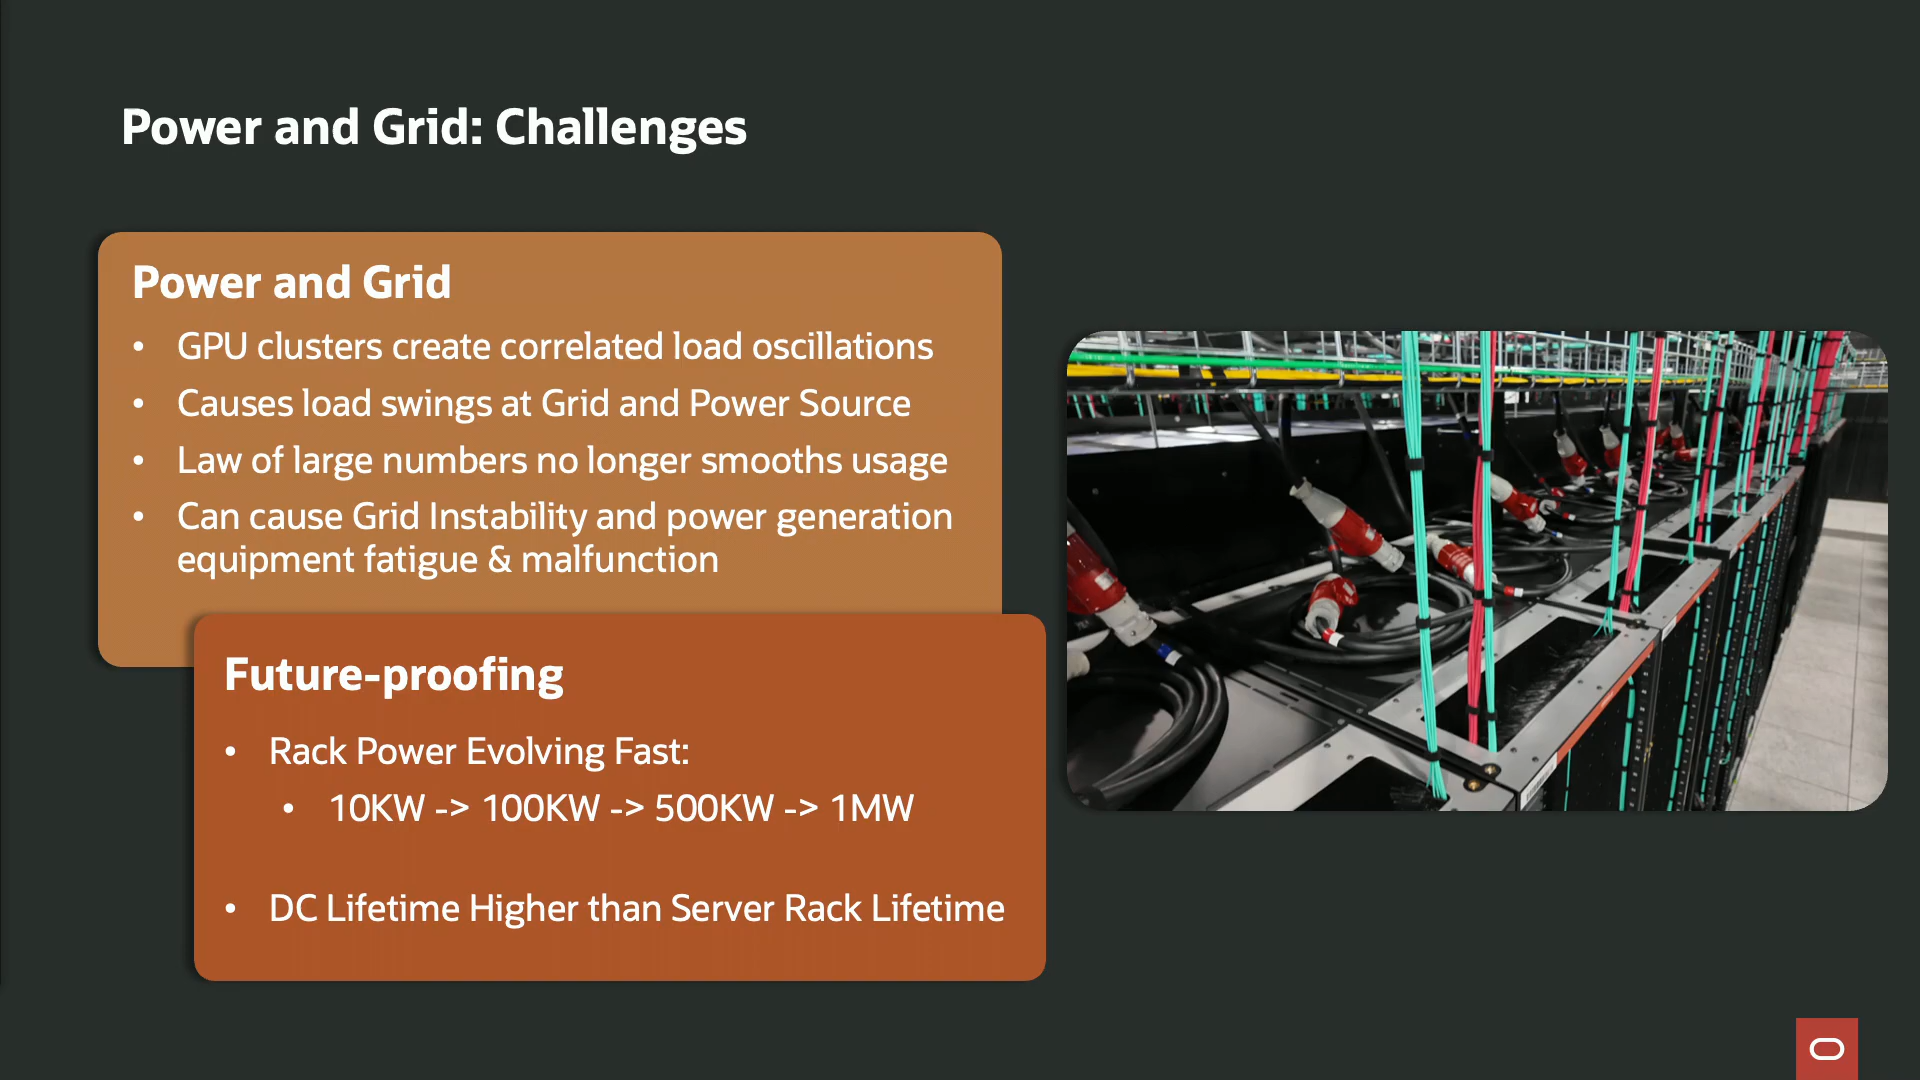 Power and Grid: Challenges
Power and Grid
• GPU clusters create correlated load oscillations
• Causes load swings at Grid and Power Source
• Law of large numbers no longer smooths usage
• Can cause Grid Instability and power generation
equipment fatigue & malfunction
Future-proofing
• Rack Power Evolving Fast:
• 10KW -> 100KW -> 500KW -> 1MW
• DC Lifetime Higher than Server Rack Lifetime